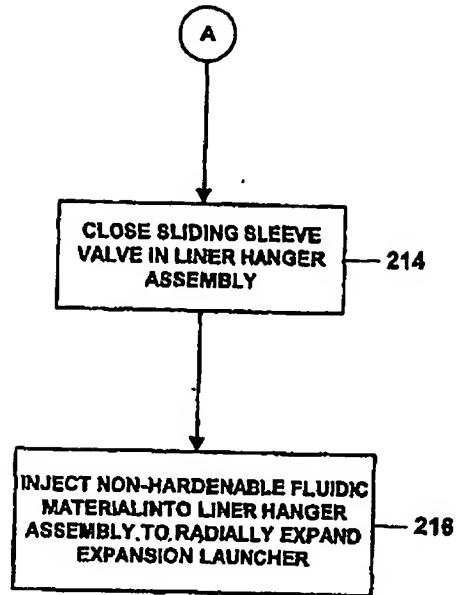 A
CLOSE SLIDING SLEEVE
VALVE IN LINER HANGER
ASSEMBLY
214
INJECT NON-HARDENABLE FLUIDIC
MATERIALINTO LINER HANGER
ASSEMBLY.TO RADIALLY EXPAND
EXPANSION LAUNCHER
216